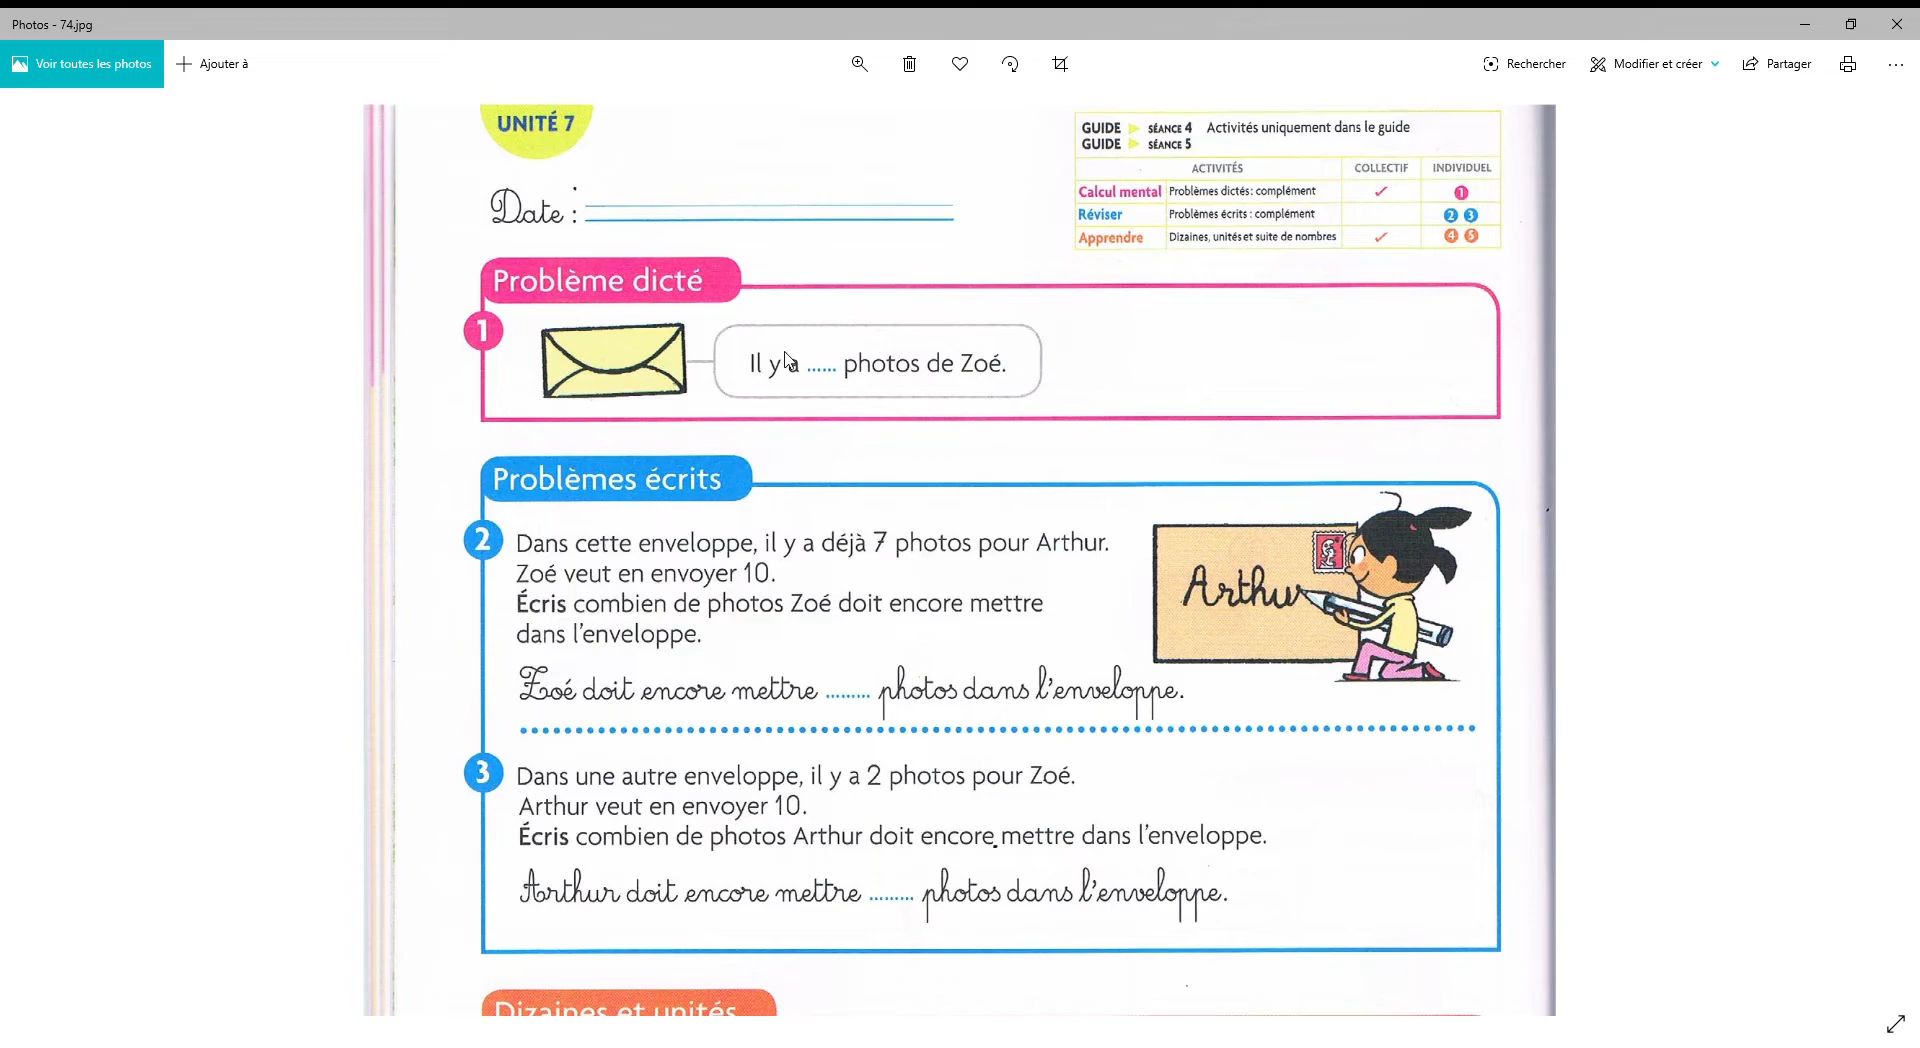 Photos - 74.jpg
Voir toutes les photos
Ajouter à
Rechercher
Modifier et créer
Partager
UNITÉ 7
GUIDE SÉANCE 4 Activités uniquement dans le guide
GUIDE SÉANCE 5
ACTIVITÉS COLLECTIF INDIVIDUEL
Calcul mental Problèmes dictés : complément ✓ 1
Réviser Problèmes écrits : complément 2 3
Apprendre Dizaines, unités et suite de nombres ✓ 4 5
Date :
Problème dicté
1
Il y a ...... photos de Zoé.
Problèmes écrits
2 Dans cette enveloppe, il y a déjà 7 photos pour Arthur.
Zoé veut en envoyer 10.
Écris combien de photos Zoé doit encore mettre
dans l'enveloppe.
Arthur
Zoé doit encore mettre ......... photos dans l'enveloppe.
3 Dans une autre enveloppe, il y a 2 photos pour Zoé.
Arthur veut en envoyer 10.
Écris combien de photos Arthur doit encore mettre dans l'enveloppe.
Arthur doit encore mettre ......... photos dans l'enveloppe.
Dizaines et unités